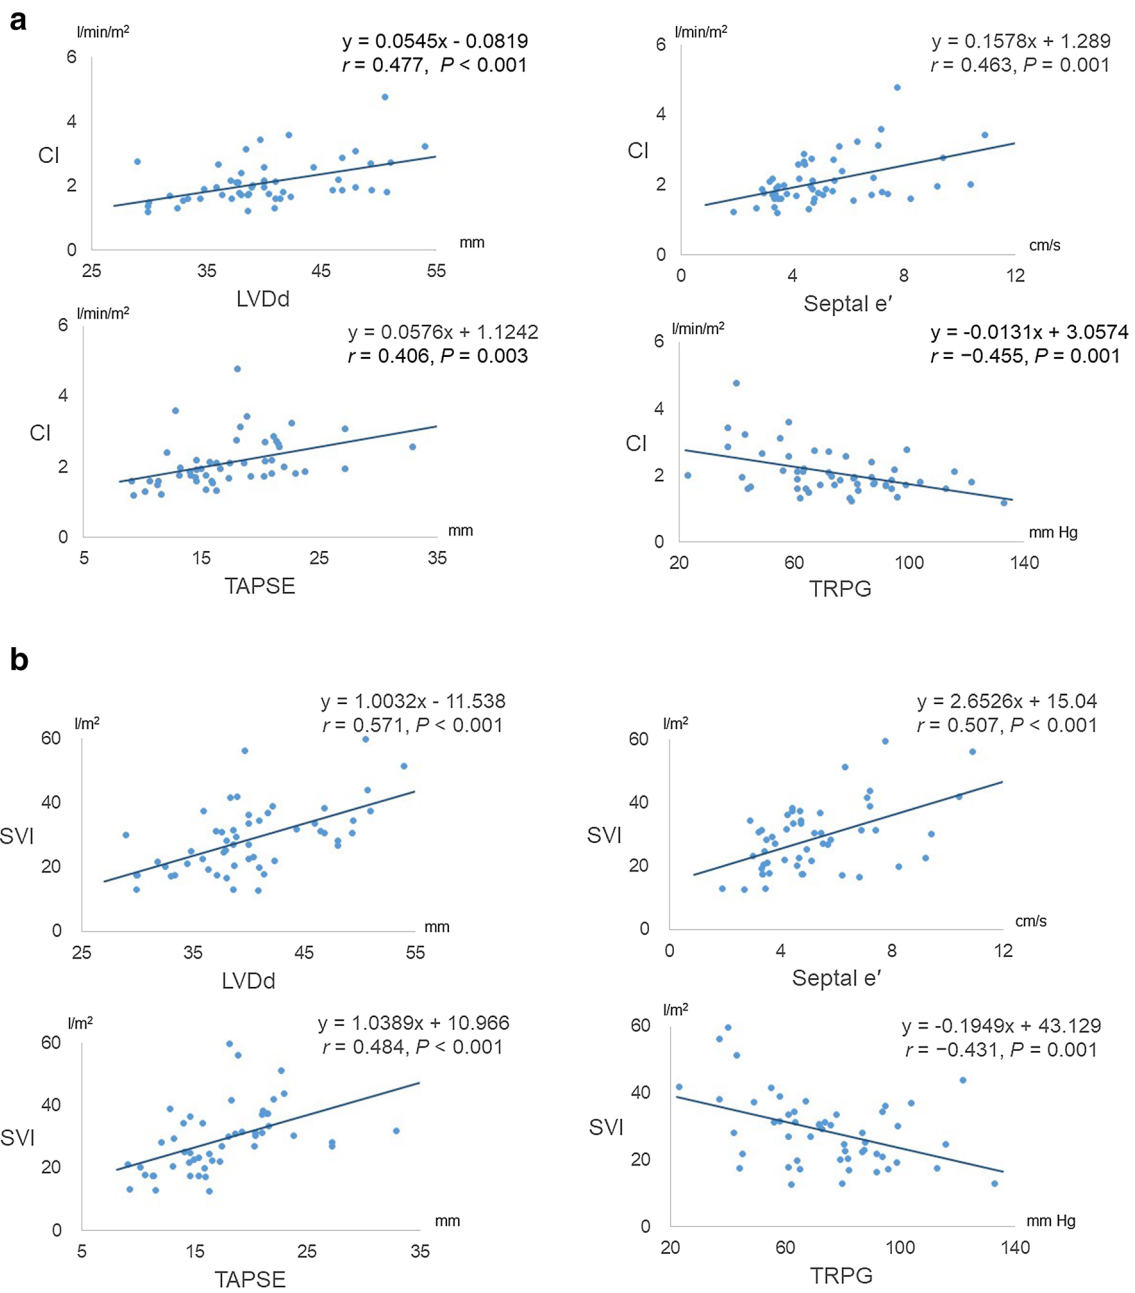 a
l/min/m²
y = 0.0545x - 0.0819
r = 0.477, P < 0.001
6
4
CI
2
0
mm
25 35 45 55
LVDd
l/min/m²
y = 0.1578x + 1.289
r = 0.463, P = 0.001
6
4
CI
2
0
cm/s
0 4 8 12
Septal e′
l/min/m²
y = 0.0576x + 1.1242
r = 0.406, P = 0.003
6
4
CI
2
0
mm
5 15 25 35
TAPSE
l/min/m²
y = -0.0131x + 3.0574
r = −0.455, P = 0.001
6
4
CI
2
0
mm Hg
20 60 100 140
TRPG
b
l/m²
y = 1.0032x - 11.538
r = 0.571, P < 0.001
60
40
SVI
20
0
mm
25 35 45 55
LVDd
l/m²
y = 2.6526x + 15.04
r = 0.507, P < 0.001
60
40
SVI
20
0
cm/s
0 4 8 12
Septal e′
l/m²
y = 1.0389x + 10.966
r = 0.484, P < 0.001
60
40
SVI
20
0
mm
5 15 25 35
TAPSE
l/m²
y = -0.1949x + 43.129
r = −0.431, P = 0.001
60
40
SVI
20
0
mm Hg
20 60 100 140
TRPG